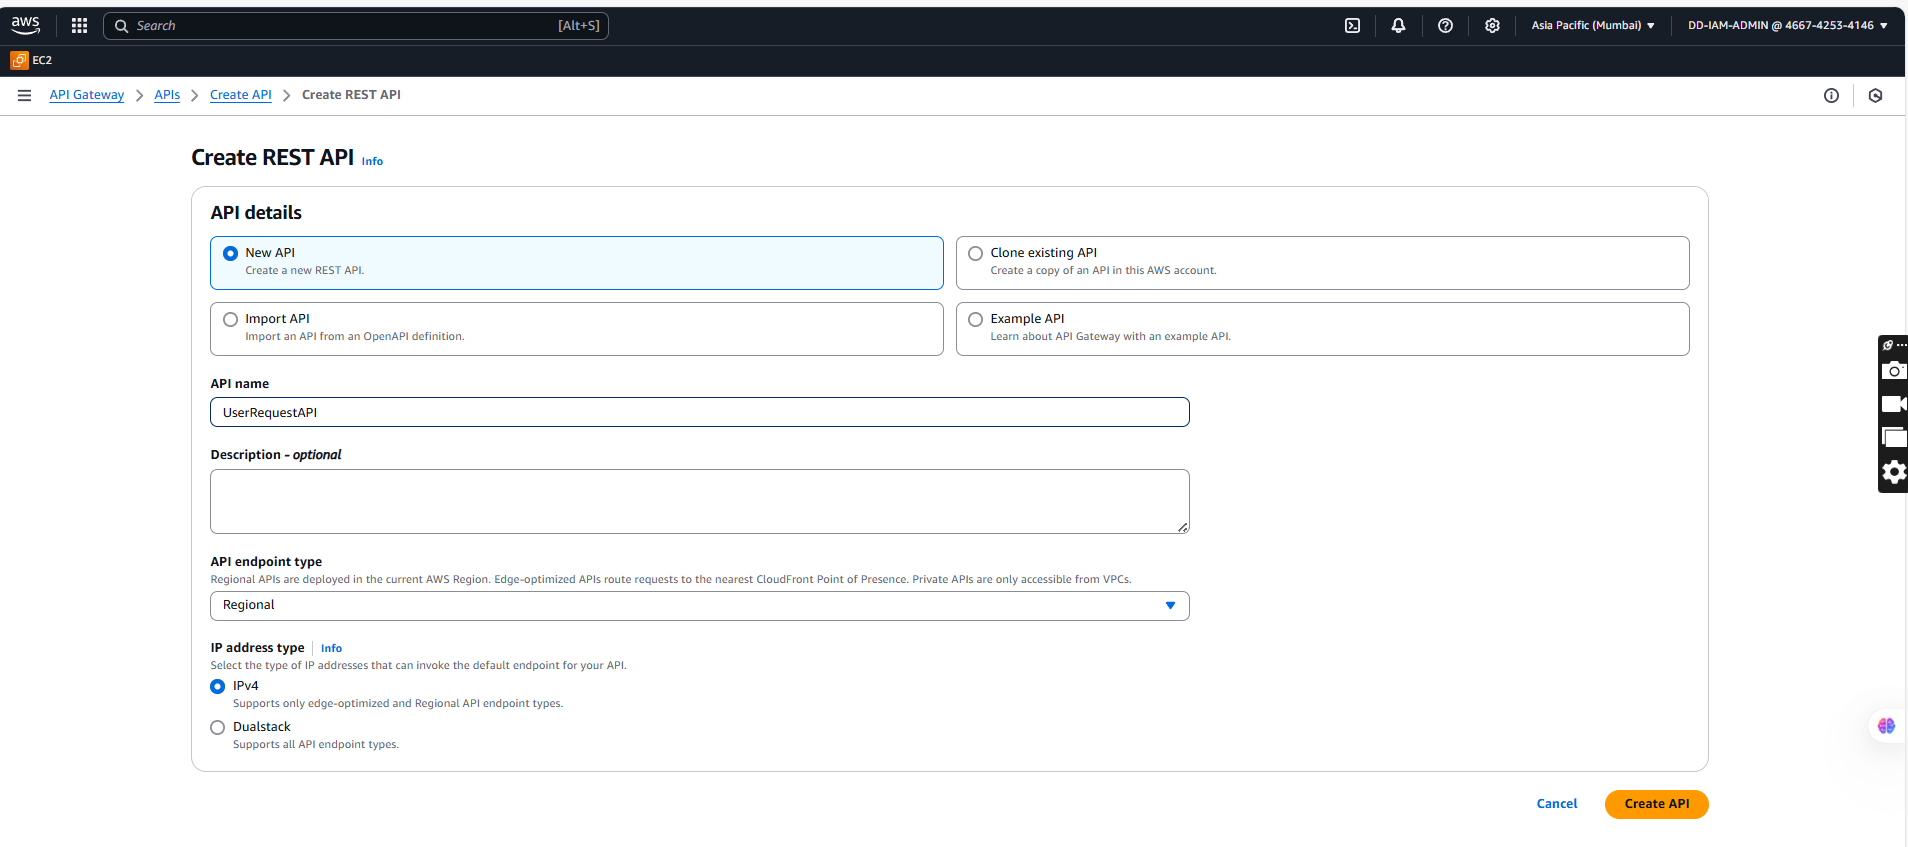 aws
Search [Alt+S]
Asia Pacific (Mumbai)
DD-IAM-ADMIN @ 4667-4253-4146
EC2
API Gateway
APIs
Create API
Create REST API
Create REST API Info
API details
New API
Create a new REST API.
Clone existing API
Create a copy of an API in this AWS account.
Import API
Import an API from an OpenAPI definition.
Example API
Learn about API Gateway with an example API.
API name
UserRequestAPI
Description - optional
API endpoint type
Regional APIs are deployed in the current AWS Region. Edge-optimized APIs route requests to the nearest CloudFront Point of Presence. Private APIs are only accessible from VPCs.
Regional
IP address type Info
Select the type of IP addresses that can invoke the default endpoint for your API.
IPv4
Supports only edge-optimized and Regional API endpoint types.
Dualstack
Supports all API endpoint types.
Cancel
Create API